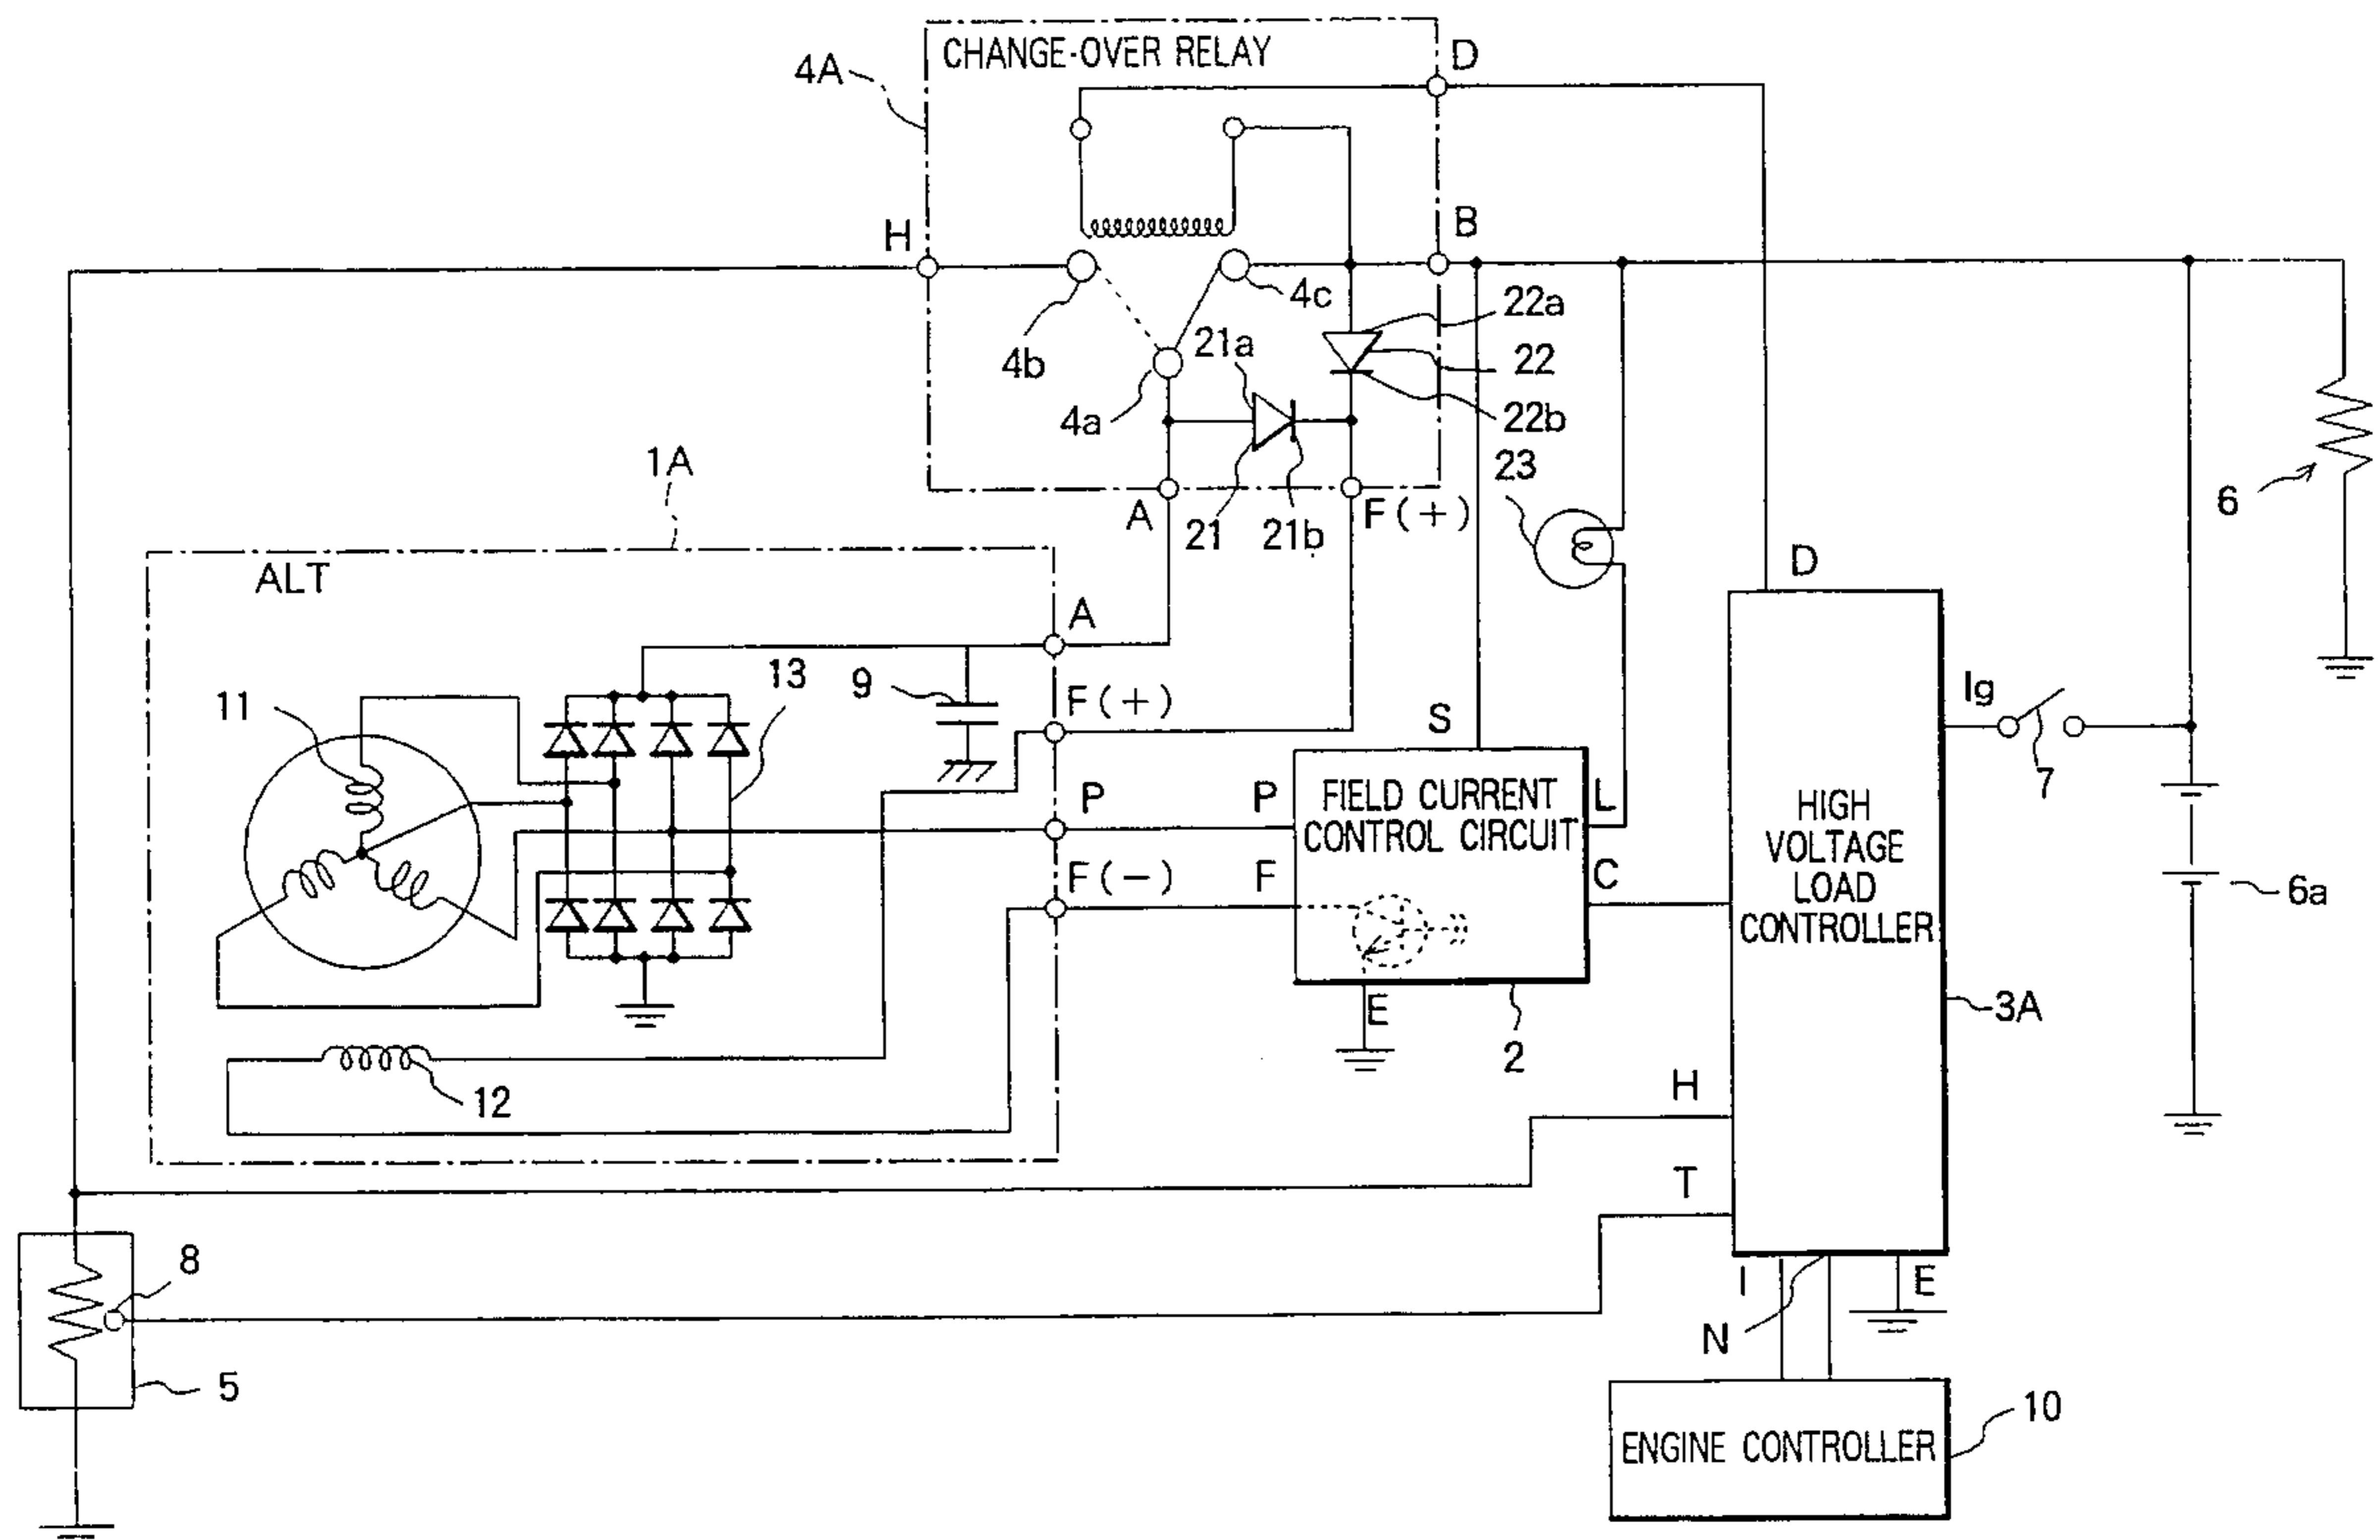 CHANGE-OVER RELAY
D
4A
H
B
4b
4c
22a
21a
22
4a
22b
1A
23
A
21
21b
F(+)
6
ALT
D
A
13
9
Ig
11
F(+)
S
7
P
P
FIELD CURRENT
CONTROL CIRCUIT
L
HIGH
VOLTAGE
LOAD
CONTROLLER
F(-)
F
C
6a
E
3A
2
12
H
T
8
I
E
N
5
10
ENGINE CONTROLLER